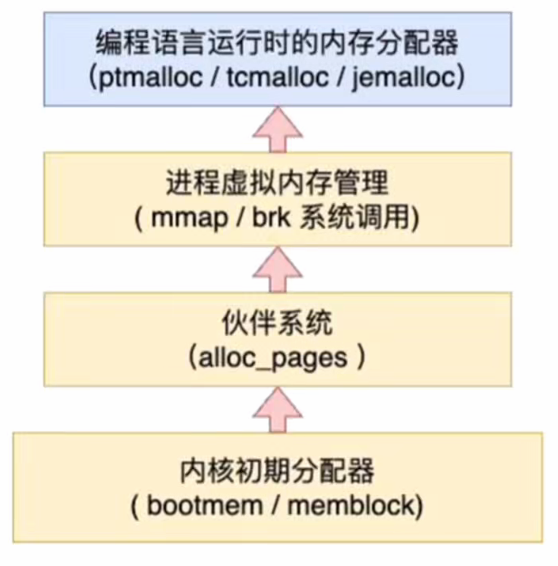 编程语言运行时的内存分配器
（ptmalloc / tcmalloc / jemalloc）
进程虚拟内存管理
( mmap / brk 系统调用)
伙伴系统
（alloc_pages ）
内核初期分配器
( bootmem / memblock)